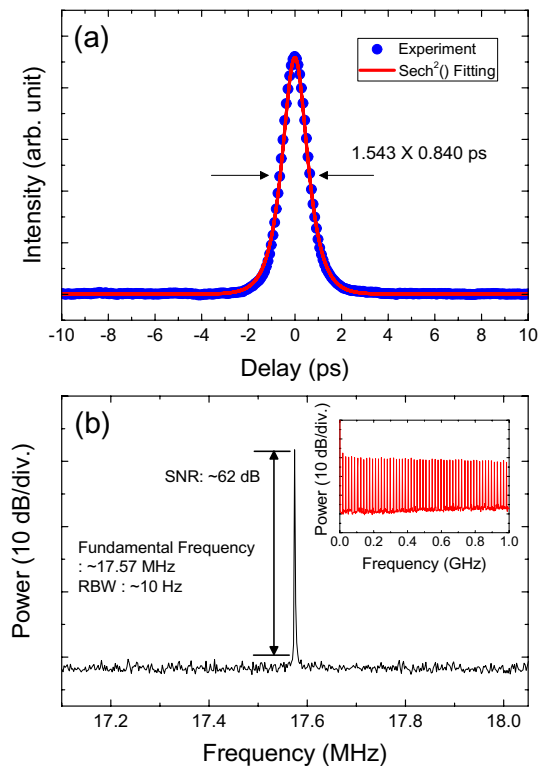 (a)
Experiment
Sech²() Fitting
1.543 X 0.840 ps
Intensity (arb. unit)
-10 -8 -6 -4 -2 0 2 4 6 8 10
Delay (ps)
(b)
SNR: ~62 dB
Fundamental Frequency
: ~17.57 MHz
RBW : ~10 Hz
Power (10 dB/div.)
17.2 17.4 17.6 17.8 18.0
Frequency (MHz)
Power (10 dB/div.)
0.0 0.2 0.4 0.6 0.8 1.0
Frequency (GHz)